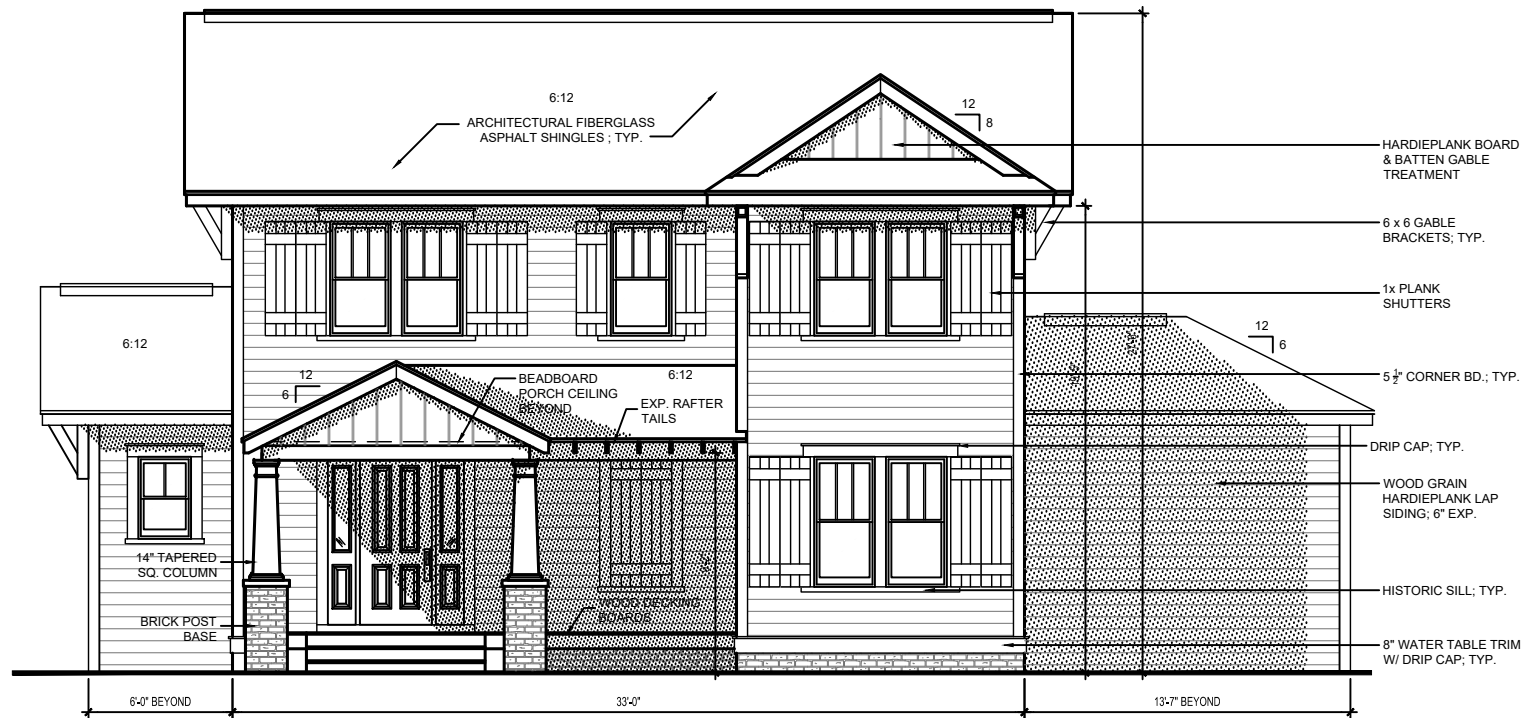 6:12
ARCHITECTURAL FIBERGLASS
ASPHALT SHINGLES ; TYP.
12
8
HARDIEPLANK BOARD
& BATTEN GABLE
TREATMENT
6 x 6 GABLE
BRACKETS; TYP.
1x PLANK
SHUTTERS
6:12
12
6
5 1/2" CORNER BD.; TYP.
12
6
BEADBOARD
PORCH CEILING
BEYOND
6:12
EXP. RAFTER
TAILS
DRIP CAP; TYP.
WOOD GRAIN
HARDIEPLANK LAP
SIDING; 6" EXP.
14" TAPERED
SQ. COLUMN
HISTORIC SILL; TYP.
WOOD DECKING
BOARDS
BRICK POST
BASE
8" WATER TABLE TRIM
W/ DRIP CAP; TYP.
6'-0" BEYOND
33'-0"
13'-7" BEYOND